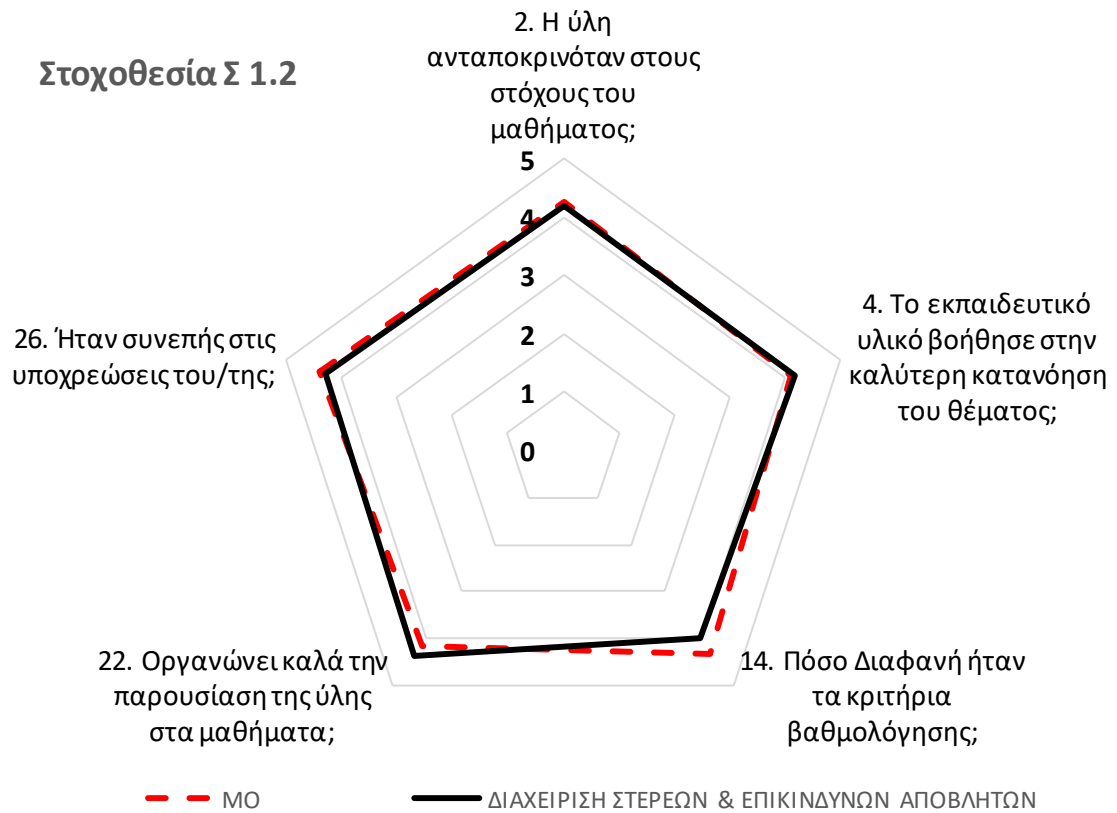 Στοχοθεσία Σ 1.2
2. Η ύλη
ανταποκρινόταν στους
στόχους του
μαθήματος;
5
4
3
2
1
0
4. Το εκπαιδευτικό
υλικό βοήθησε στην
καλύτερη κατανόηση
του θέματος;
14. Πόσο Διαφανή ήταν
τα κριτήρια
βαθμολόγησης;
22. Οργανώνει καλά την
παρουσίαση της ύλης
στα μαθήματα;
26. Ήταν συνεπής στις
υποχρεώσεις του/της;
ΜΟ
ΔΙΑΧΕΙΡΙΣΗ ΣΤΕΡΕΩΝ & ΕΠΙΚΙΝΔΥΝΩΝ ΑΠΟΒΛΗΤΩΝ